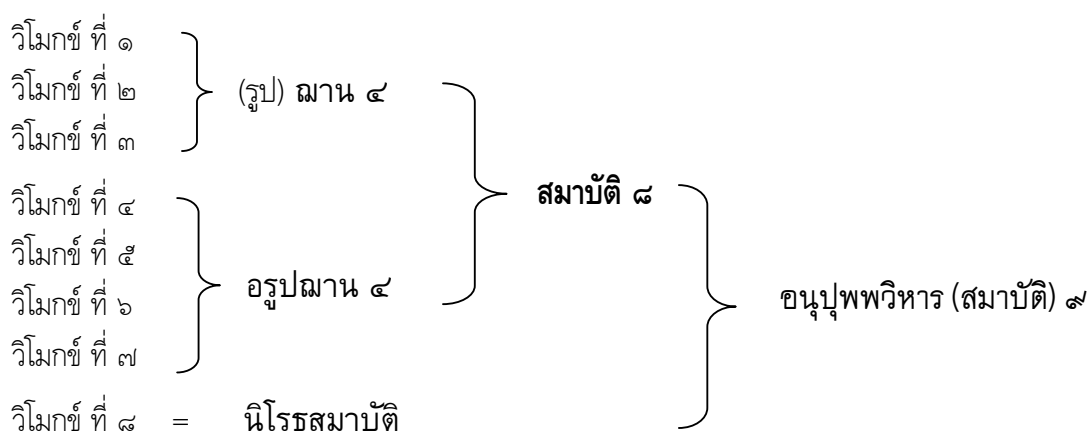 วิโมกข์ ที่ ๑
วิโมกข์ ที่ ๒
(รูป) ฌาน ๔
วิโมกข์ ที่ ๓
สมาบัติ ๘
วิโมกข์ ที่ ๔
วิโมกข์ ที่ ๕
อรูปฌาน ๔
อนุปุพพวิหาร (สมาบัติ) ๙
วิโมกข์ ที่ ๖
วิโมกข์ ที่ ๗
วิโมกข์ ที่ ๘ = นิโรธสมาบัติ